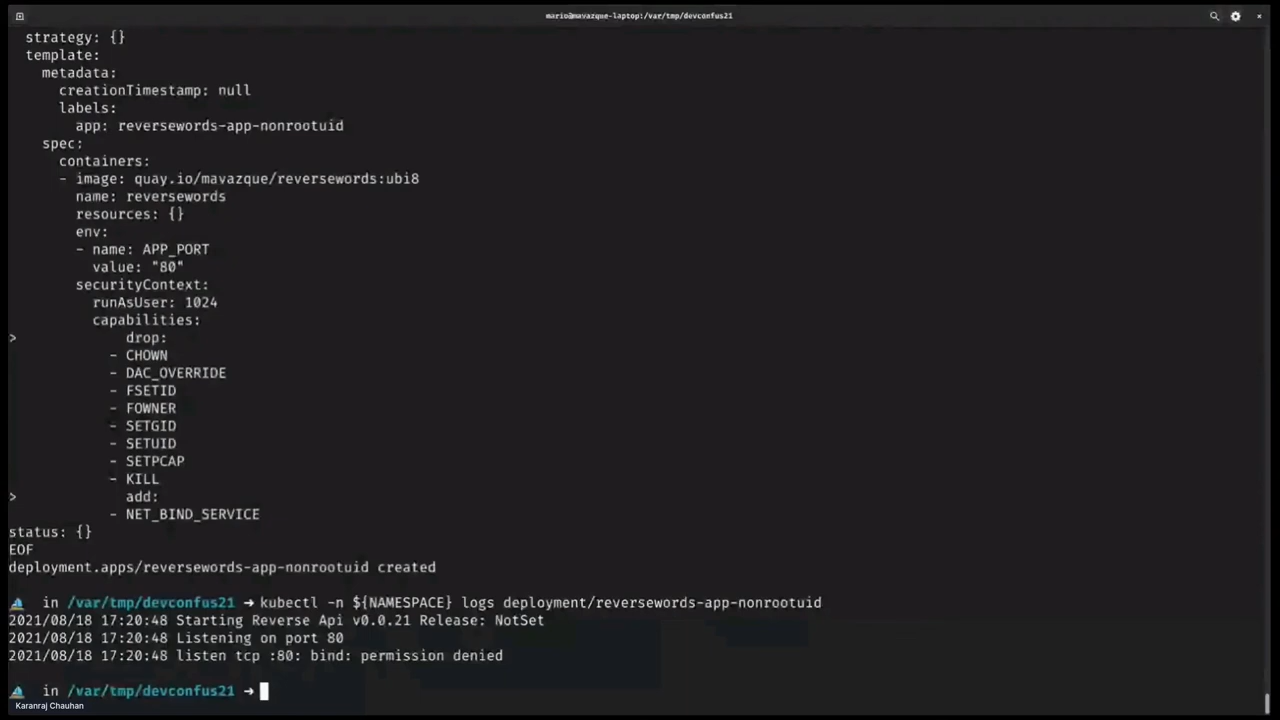 mario@mavazque-laptop:/var/tmp/devconfus21
strategy: {}
template:
metadata:
creationTimestamp: null
labels:
app: reversewords-app-nonrootuid
spec:
containers:
- image: quay.io/mavazque/reversewords:ubi8
name: reversewords
resources: {}
env:
- name: APP_PORT
value: "80"
securityContext:
runAsUser: 1024
capabilities:
> drop:
- CHOWN
- DAC_OVERRIDE
- FSETID
- FOWNER
- SETGID
- SETUID
- SETPCAP
- KILL
> add:
- NET_BIND_SERVICE
status: {}
EOF
deployment.apps/reversewords-app-nonrootuid created
in /var/tmp/devconfus21 ➜ kubectl -n ${NAMESPACE} logs deployment/reversewords-app-nonrootuid
2021/08/18 17:20:48 Starting Reverse Api v0.0.21 Release: NotSet
2021/08/18 17:20:48 Listening on port 80
2021/08/18 17:20:48 listen tcp :80: bind: permission denied
in /var/tmp/devconfus21 ➜
Karanraj Chauhan